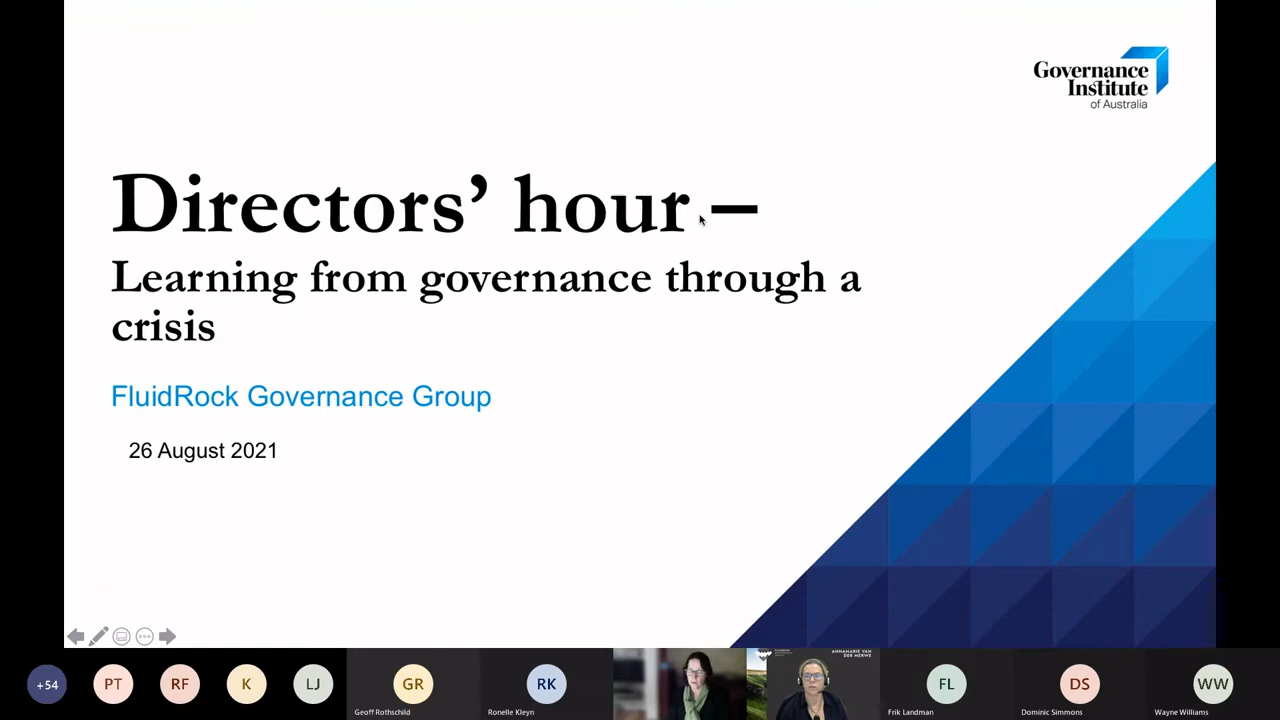 Governance
Institute
of Australia
Directors’ hour –
Learning from governance through a
crisis
FluidRock Governance Group
26 August 2021
+54
PT
RF
K
LJ
GR
Geoff Rothschild
RK
Ronelle Kleyn
ANNAMARIE VAN
DER MERWE
FL
Frik Landman
DS
Dominic Simmons
WW
Wayne Williams